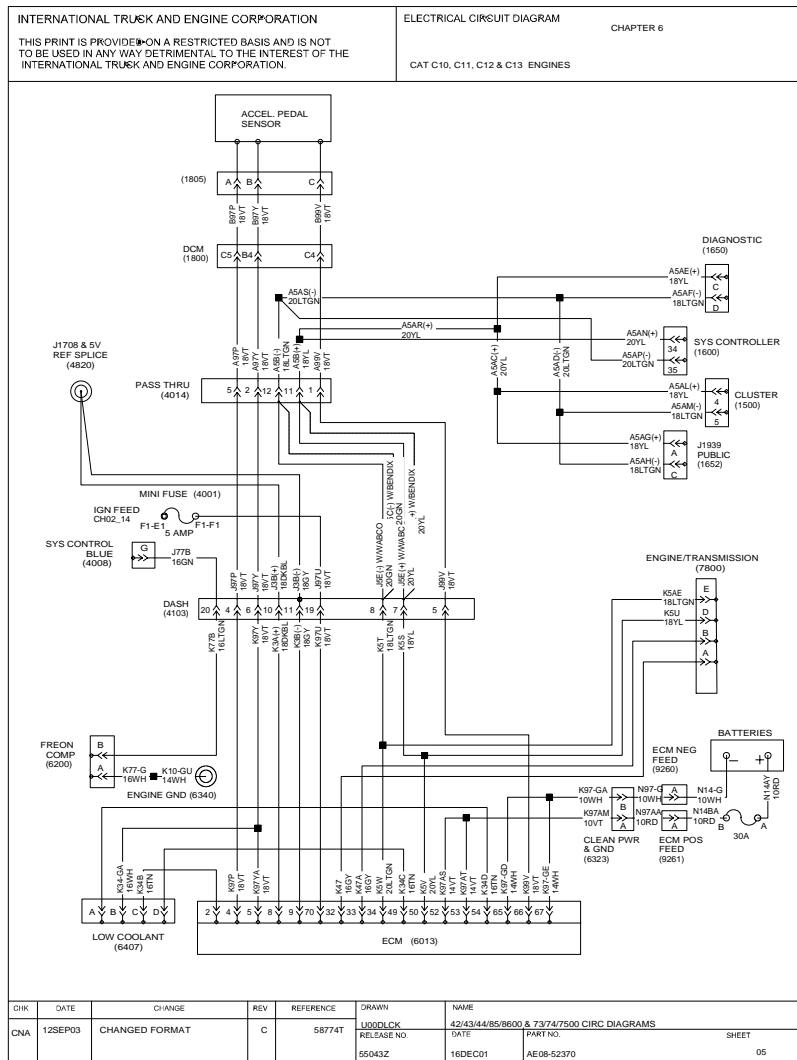 INTERNATIONAL TRUCK AND ENGINE CORPORATION
THIS PRINT IS PROVIDED ON A RESTRICTED BASIS AND IS NOT
TO BE USED IN ANY WAY DETRIMENTAL TO THE INTEREST OF THE
INTERNATIONAL TRUCK AND ENGINE CORPORATION.
ELECTRICAL CIRCUIT DIAGRAM
CHAPTER 6
CAT C10, C11, C12 & C13 ENGINES
ACCEL. PEDAL
SENSOR
(1805)
A B C
B97P 18VT
B97Y 18VT
B99V 18VT
DCM
(1800)
C5 B4 C4
DIAGNOSTIC
(1650)
A5AE(+)
18YL
C
A5AF(-)
18LTGN
D
A5AS(-)
20LTGN
A5AR(+)
20YL
A5AN(+)
20YL
34
SYS CONTROLLER
(1600)
A5AP(-)
20LTGN
35
A5AC(+)
20YL
A5AD(-)
20LTGN
A5AL(+)
18YL
4
CLUSTER
(1500)
A5AM(-)
18LTGN
5
A5AG(+)
18YL
A
J1939
PUBLIC
(1652)
A5AH(-)
18LTGN
C
J1708 & 5V
REF SPLICE
(4820)
A97P 18VT
A97Y 18VT
A5B(-) 18LTGN
A5B(+) 18YL
A99V 18VT
PASS THRU
(4014)
5 2 12 11 1
MINI FUSE (4001)
IGN FEED
CH02_14
F1-E1
F1-F1
5 AMP
SYS CONTROL
BLUE
(4008)
G
J77B
16GN
J97P 18VT
J97Y 18VT
J3B(+) 18DKBL
J3B(-) 18GY
J97U 18VT
J5E(-) W/WABCO 20GN
5C(-) W/BENDIX 20GN
J5E(+) W/WABC 20YL
+) W/BENDIX 20YL
J99V 18VT
DASH
(4103)
20 4 6 10 11 19 8 7 5
K77B 16LTGN
K97Y 18VT
K3A(+) 18DKBL
K3B(-) 18GY
K97U 18VT
K5T 18LTGN
K5S 18YL
ENGINE/TRANSMISSION
(7800)
K5AE
18LTGN
E
K5U
18YL
D
B
A
FREON
COMP
(6200)
B
A
K77-G
16WH
K10-GU
14WH
ENGINE GND (6340)
BATTERIES
- +
ECM NEG
FEED
(9260)
N14AY 10RD
K97-GA
10WH
B
N97-G
10WH
A
N14-G
10WH
K97AM
10VT
A
N97AA
10RD
A
N14BA
10RD
B
A
30A
CLEAN PWR
& GND
(6323)
ECM POS
FEED
(9261)
K34-GA 16WH
K34B 16TN
K97P 18VT
K97YA 18VT
K47 16GY
K47A 16GY
K5W 20LTGN
K34C 16TN
K5V 20YL
K97AS 14VT
K97AT 14VT
K34D 16TN
K97-GD 14WH
K99V 18VT
K97-GE 14WH
A B C D
LOW COOLANT
(6407)
2 4 5 8 9 70 32 33 34 49 50 52 53 54 65 66 67
ECM (6013)
CHK DATE CHANGE REV REFERENCE DRAWN NAME
CNA 12SEP03 CHANGED FORMAT C 58774T U00DLCK 42/43/44/85/8600 & 73/74/7500 CIRC DIAGRAMS
RELEASE NO. DATE PART NO. SHEET
55043Z 16DEC01 AE08-52370 05